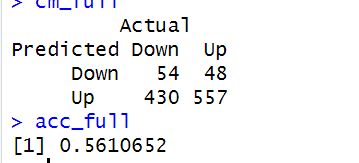 > cm_full
Actual
Predicted Down Up
Down 54 48
Up 430 557
> acc_full
[1] 0.5610652